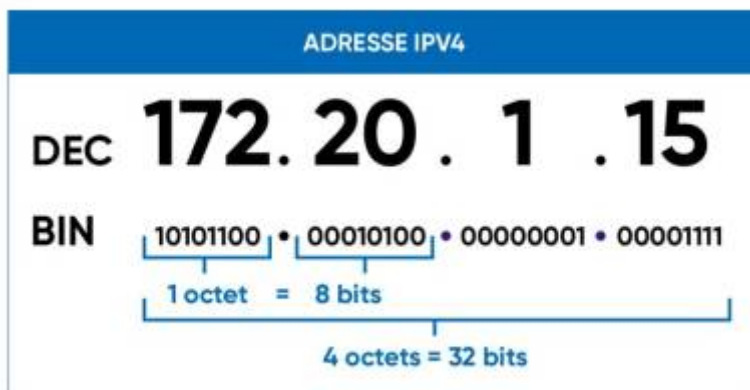 ADRESSE IPV4
DEC 172. 20 . 1 . 15
BIN 10101100 • 00010100 • 00000001 • 00001111
1 octet = 8 bits
4 octets = 32 bits